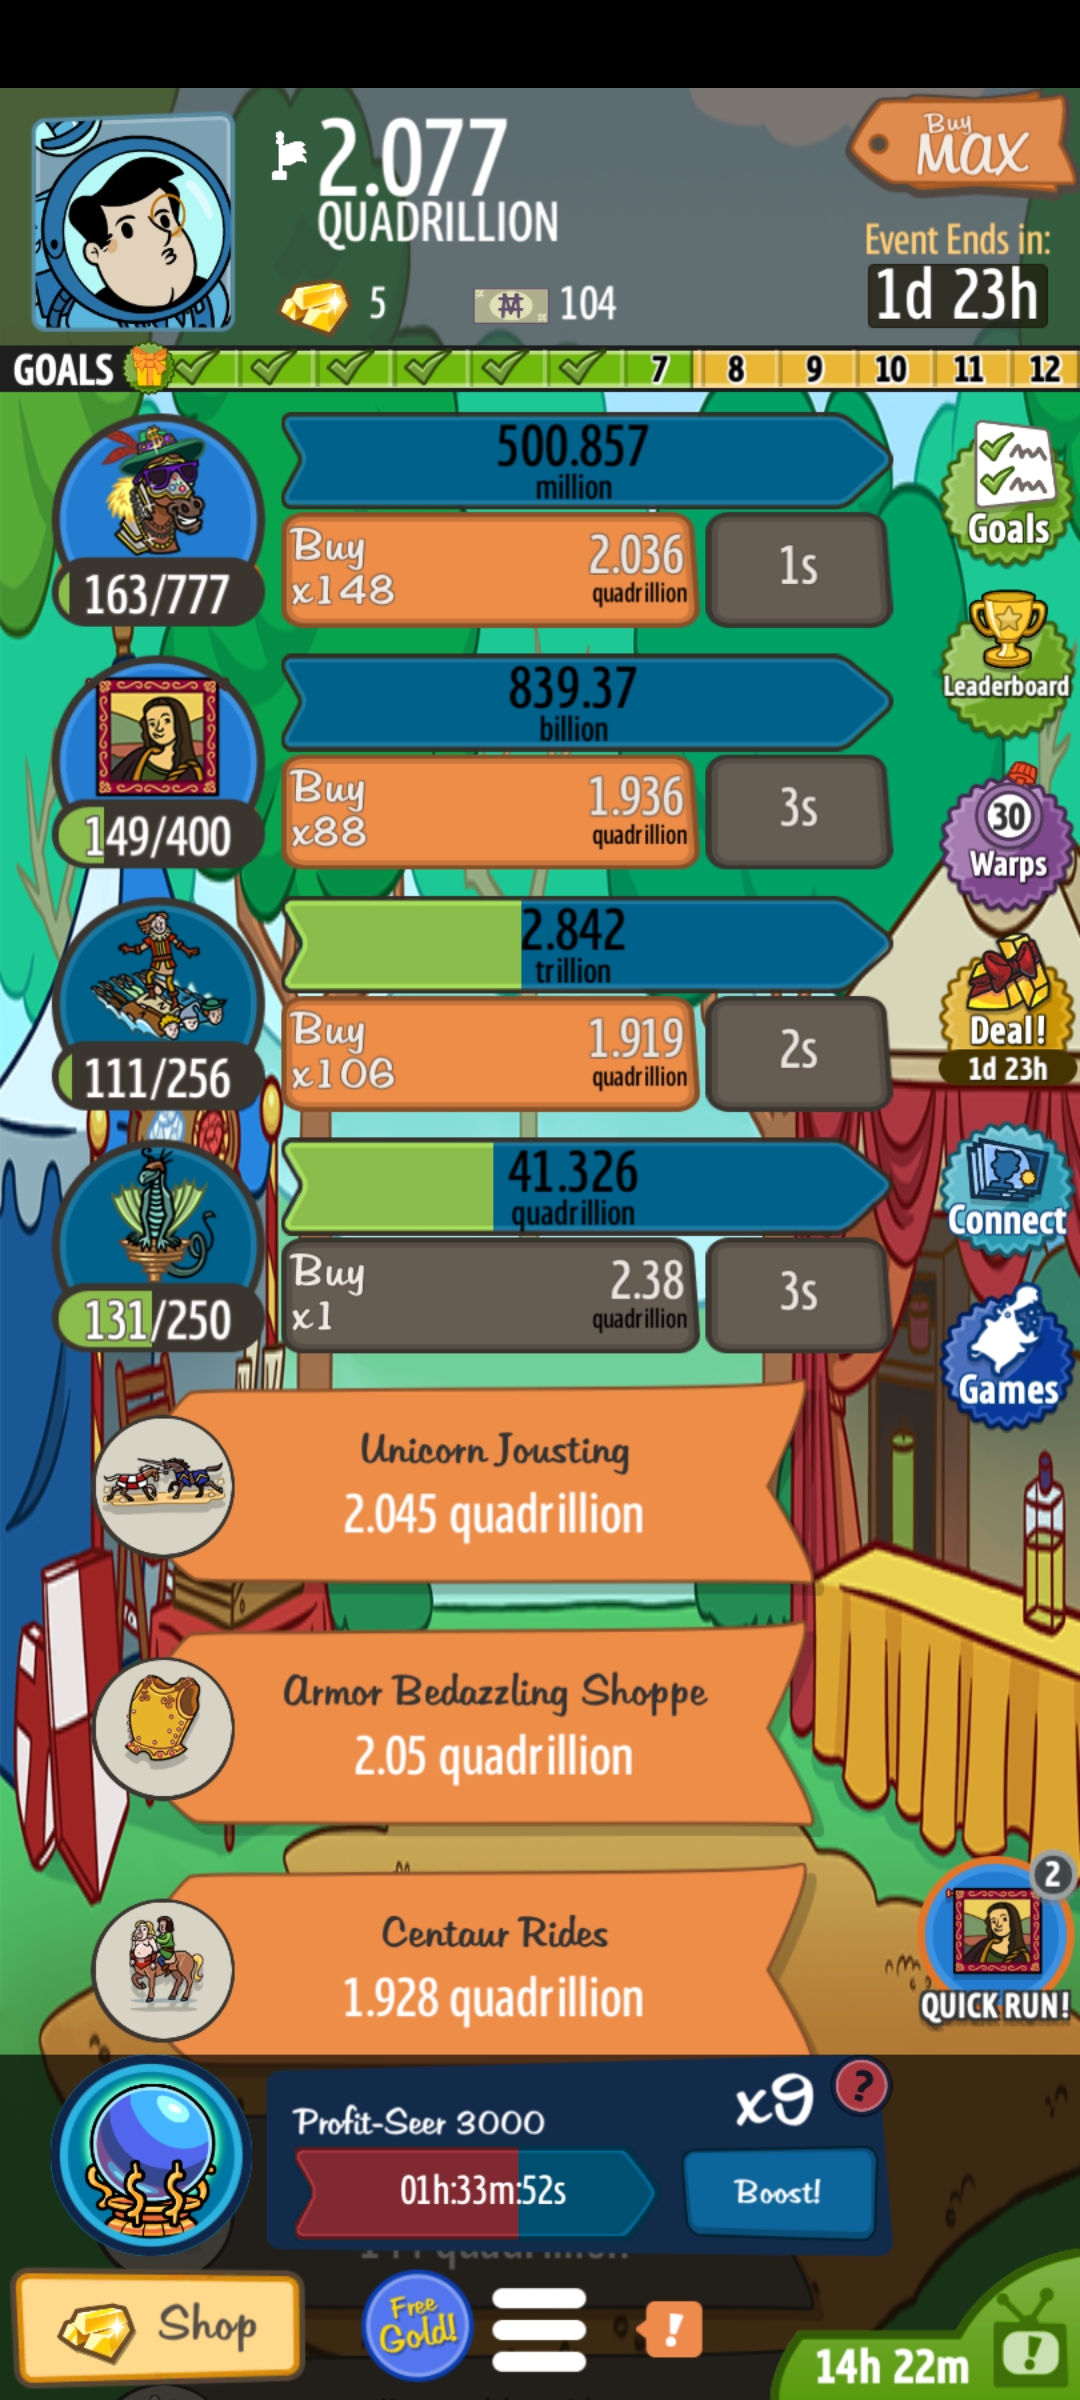 2.077
QUADRILLION
Buy
MAX
Event Ends in:
5
104
1d 23h
GOALS
7
8
9
10
11
12
500.857
million
Buy
x148
2.036
quadrillion
1s
163/777
Goals
839.37
billion
Leaderboard
Buy
x88
1.936
quadrillion
3s
149/400
30
Warps
2.842
trillion
Buy
x106
1.919
quadrillion
2s
111/256
Deal!
1d 23h
41.326
quadrillion
Connect
Buy
x1
2.38
quadrillion
3s
131/250
Games
Unicorn Jousting
2.045 quadrillion
Armor Bedazzling Shoppe
2.05 quadrillion
2
QUICK RUN!
Centaur Rides
1.928 quadrillion
Profit-Seer 3000
x9
?
01h:33m:52s
Boost!
Shop
Free
Gold!
!
14h 22m
!